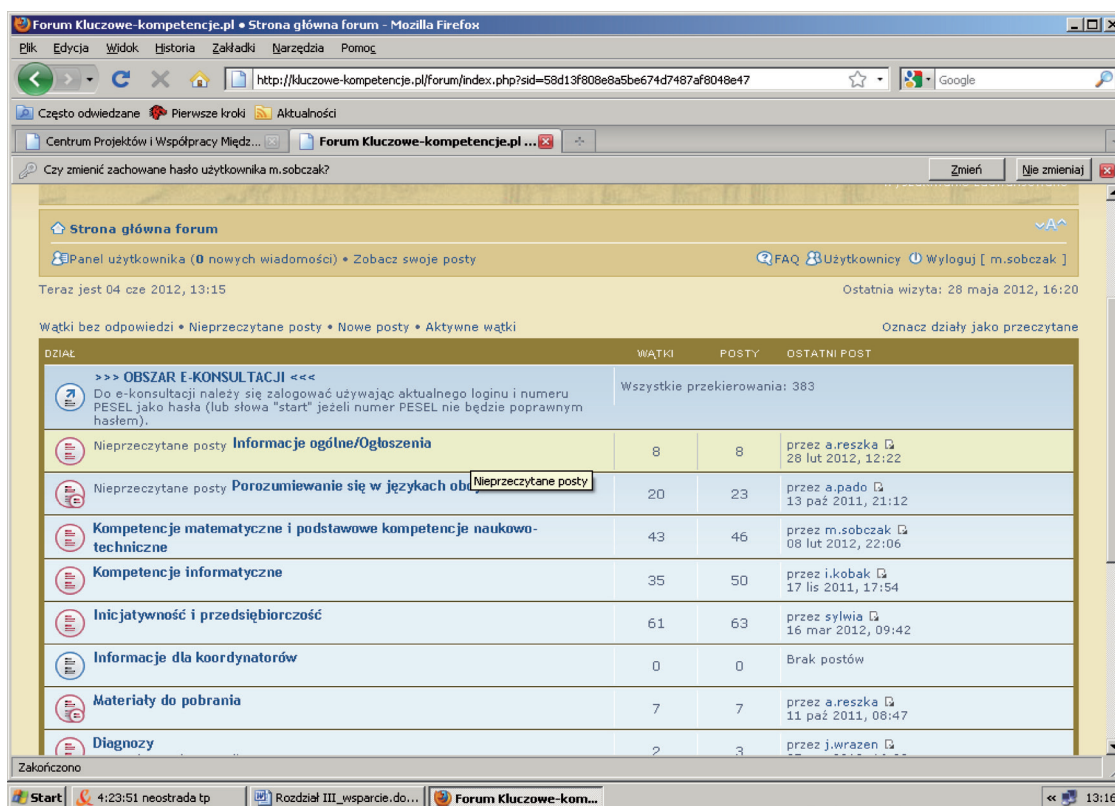 Forum Kluczowe-kompetencje.pl • Strona główna forum - Mozilla Firefox
Plik Edycja Widok Historia Zakładki Narzędzia Pomoc
http://kluczowe-kompetencje.pl/forum/index.php?sid=58d13f808e8a5be674d7487af8048e47 Google
Często odwiedzane Pierwsze kroki Aktualności
Centrum Projektów i Współpracy Międz... Forum Kluczowe-kompetencje.pl ...
Czy zmienić zachowane hasło użytkownika m.sobczak? Zmień Nie zmieniaj
Strona główna forum A
Panel użytkownika (0 nowych wiadomości) • Zobacz swoje posty FAQ Użytkownicy Wyloguj [ m.sobczak ]
Teraz jest 04 cze 2012, 13:15 Ostatnia wizyta: 28 maja 2012, 16:20
Wątki bez odpowiedzi • Nieprzeczytane posty • Nowe posty • Aktywne wątki Oznacz działy jako przeczytane
DZIAŁ WĄTKI POSTY OSTATNI POST
>>> OBSZAR E-KONSULTACJI <<<
Do e-konsultacji należy się zalogować używając aktualnego loginu i numeru
PESEL jako hasła (lub słowa "start" jeżeli numer PESEL nie będzie poprawnym
hasłem).
Wszystkie przekierowania: 383
Nieprzeczytane posty Informacje ogólne/Ogłoszenia 8 8 przez a.reszka
28 lut 2012, 12:22
Nieprzeczytane posty
Nieprzeczytane posty Porozumiewanie się w językach 20 23 przez a.pado
13 paź 2011, 21:12
Kompetencje matematyczne i podstawowe kompetencje naukowo-
techniczne 43 46 przez m.sobczak
08 lut 2012, 22:06
Kompetencje informatyczne 35 50 przez i.kobak
17 lis 2011, 17:54
Inicjatywność i przedsiębiorczość 61 63 przez sylwia
16 mar 2012, 09:42
Informacje dla koordynatorów 0 0 Brak postów
Materiały do pobrania 7 7 przez a.reszka
11 paź 2011, 08:47
Diagnozy 2 3 przez j.wrazen
Zakończono
Start 4:23:51 neostrada tp Rozdział III_wsparcie.do... Forum Kluczowe-kom... « 13:16